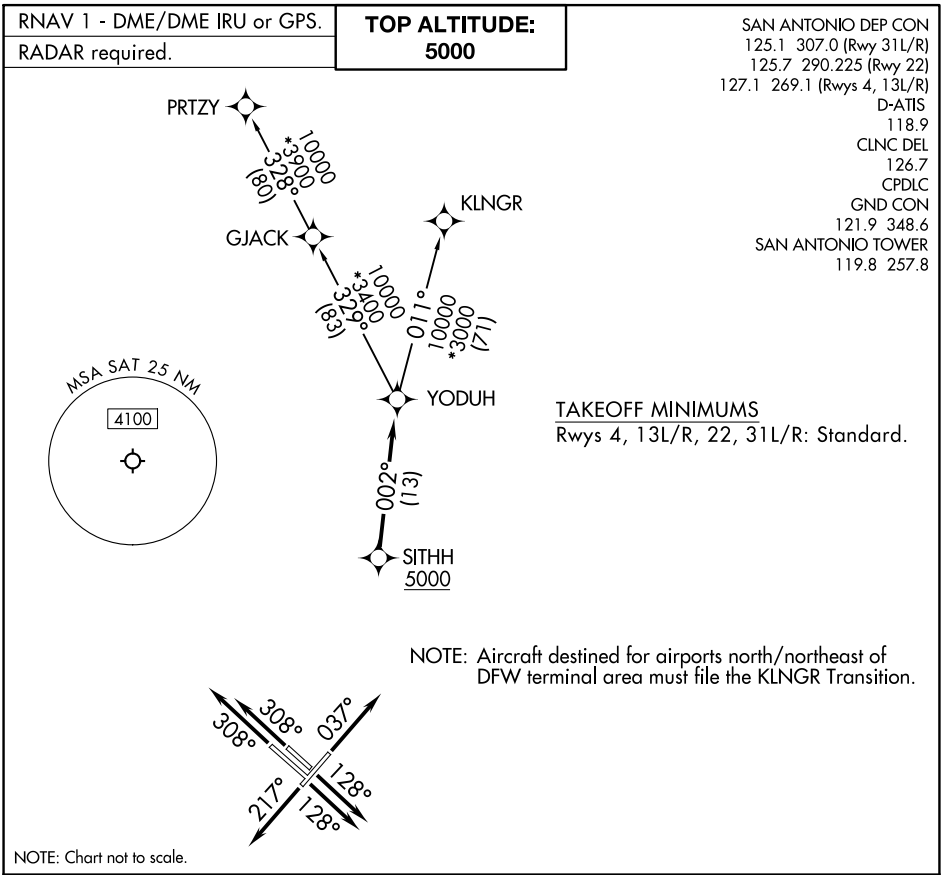 RNAV 1 - DME/DME IRU or GPS.
RADAR required.
TOP ALTITUDE:
5000
SAN ANTONIO DEP CON
125.1 307.0 (Rwy 31L/R)
125.7 290.225 (Rwy 22)
127.1 269.1 (Rwys 4, 13L/R)
D-ATIS
118.9
CLNC DEL
126.7
CPDLC
GND CON
121.9 348.6
SAN ANTONIO TOWER
119.8 257.8
PRTZY
10000
*3900
328°
(80)
KLNGR
GJACK
10000
*3400
329°
(83)
011°
10000
*3000
(71)
MSA SAT 25 NM
4100
YODUH
TAKEOFF MINIMUMS
Rwys 4, 13L/R, 22, 31L/R: Standard.
002°
(13)
SITHH
5000
NOTE: Aircraft destined for airports north/northeast of
DFW terminal area must file the KLNGR Transition.
308°
308°
037°
217°
128°
128°
NOTE: Chart not to scale.